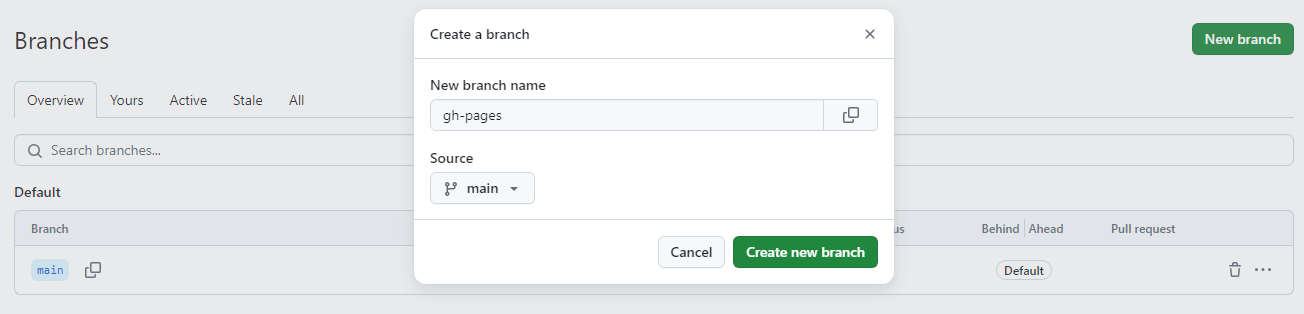 Branches
New branch
Overview
Yours
Active
Stale
All
Search branches...
Default
Branch
us
Behind
Ahead
Pull request
main
Default
Create a branch
New branch name
gh-pages
Source
main
Cancel
Create new branch